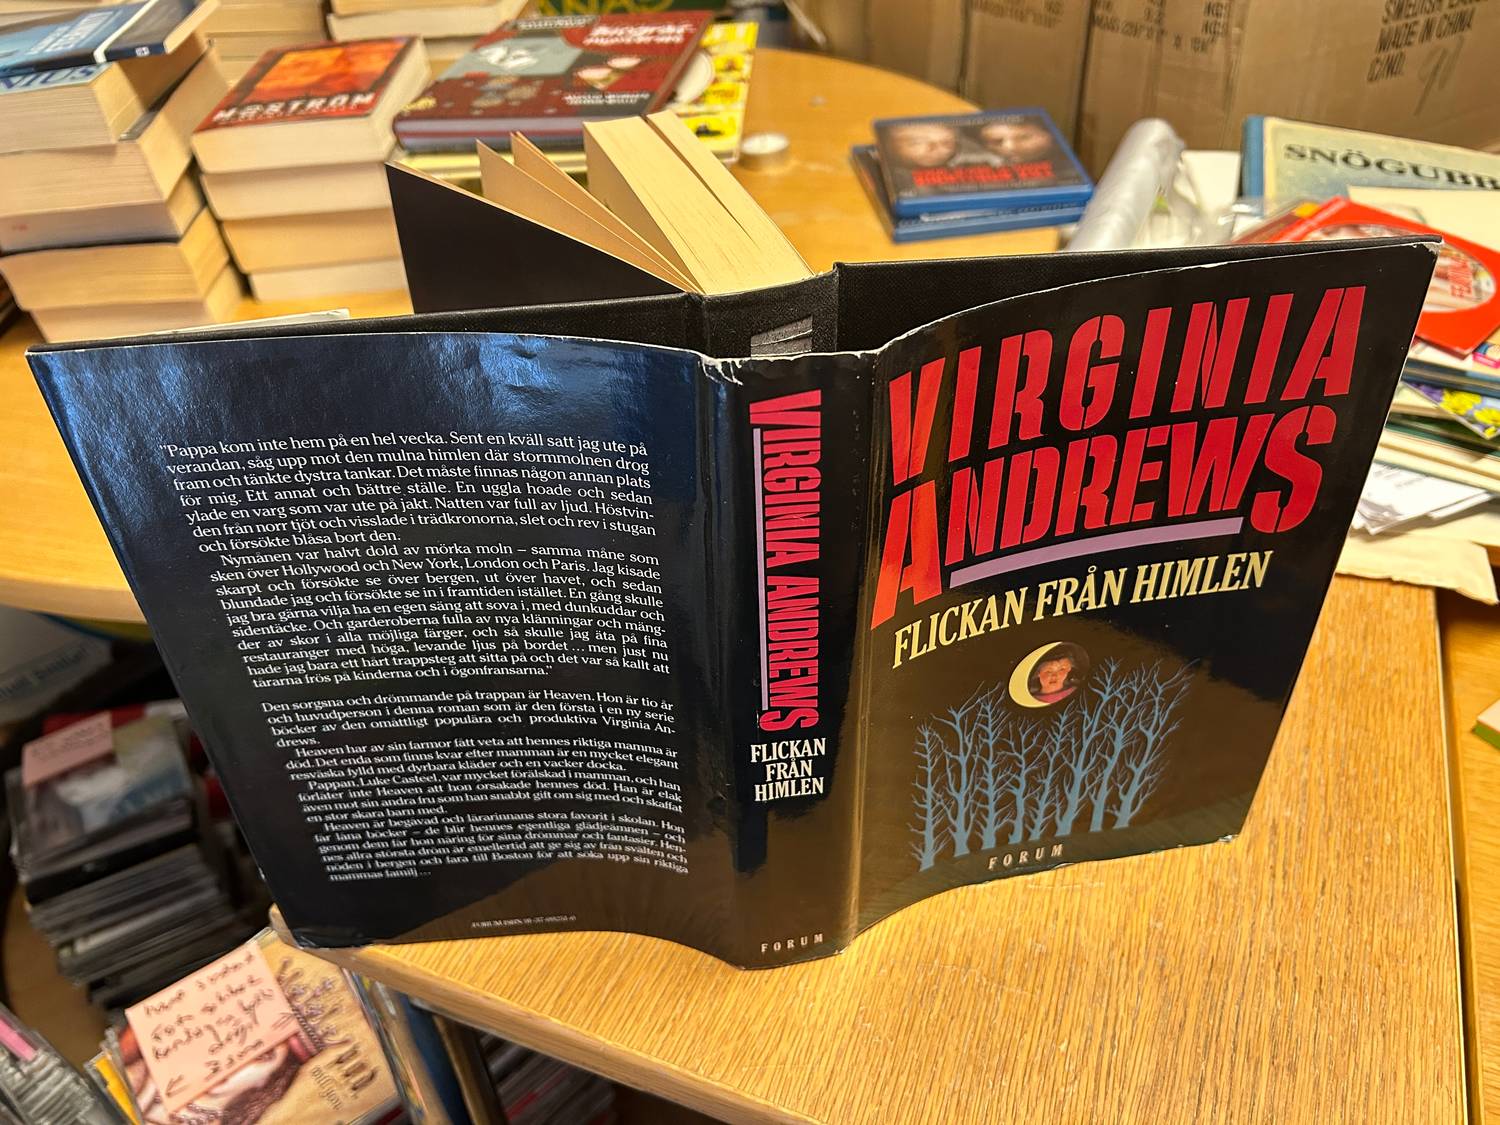 MADE IN CHINA
SNÖGUBB
"Pappa kom inte hem på en hel vecka. Sent en kväll satt jag ute på
verandan, såg upp mot den mulna himlen där stormmolnen drog
fram och tänkte dystra tankar. Det måste finnas någon annan plats
för mig. Ett annat och bättre ställe. En uggla hoade och sedan
ylade en varg som var ute på jakt. Natten var full av ljud. Höstvin-
den från norr tjöt och visslade i trädkronorna, slet och rev i stugan
och försökte blåsa bort den.
Nymånen var halvt dold av mörka moln – samma måne som
sken över Hollywood och New York, London och Paris. Jag kisade
skarpt och försökte se över bergen, ut över havet, och sedan
blundade jag och försökte se in i framtiden istället. En gång skulle
jag bra gärna vilja ha en egen säng att sova i, med dunkuddar och
sidentäcke. Och garderoberna fulla av nya klänningar och mäng-
der av skor i alla möjliga färger, och så skulle jag äta på fina
restauranger med höga, levande ljus på bordet ... men just nu
hade jag bara ett hårt trappsteg att sitta på och det var så kallt att
tårarna frös på kinderna och i ögonfransarna."
Den sorgsna och drömmande på trappan är Heaven. Hon är tio år
och huvudperson i denna roman som är den första i en ny serie
böcker av den omåttligt populära och produktiva Virginia An-
drews.
Heaven har av sin farmor fått veta att hennes riktiga mamma är
död. Det enda som finns kvar efter mamman är en mycket elegant
resväska fylld med dyrbara kläder och en vacker docka.
Pappan, Luke Casteel, var mycket förälskad i mamman, och han
förlåter inte Heaven att hon orsakade hennes död. Han är elak
även mot sin andra fru som han snabbt gift om sig med och skaffat
en stor skara barn med.
Heaven är begåvad och lärarinnans stora favorit i skolan. Hon
får låna böcker – de blir hennes egentliga glädjeämnen – och
genom dem får hon näring för sina drömmar och fantasier. Hen-
nes allra största dröm är emellertid att ge sig av från svälten och
nöden i bergen och fara till Boston för att söka upp sin riktiga
mammas familj ...
VIRGINIA ANDREWS
FLICKAN
FRÅN
HIMLEN
FORUM
VIRGINIA
ANDREWS
FLICKAN FRÅN HIMLEN
FORUM